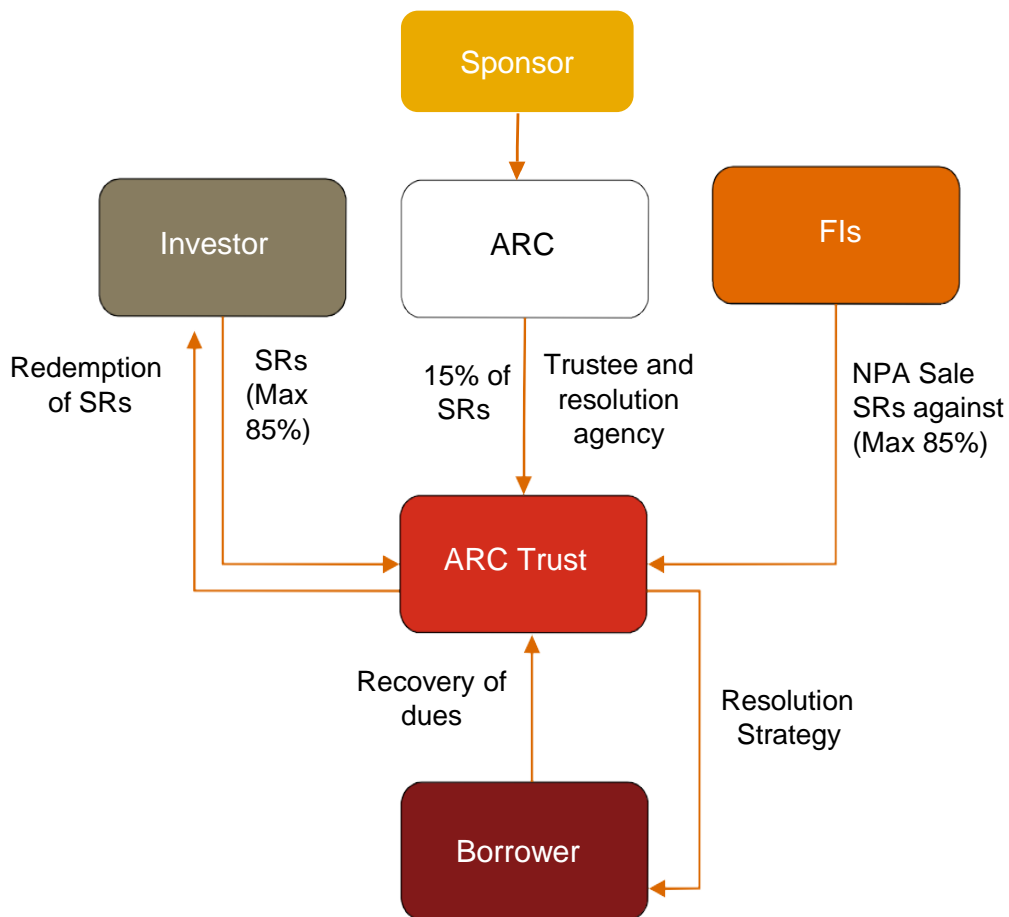 Sponsor
Investor
ARC
FIs
Redemption
of SRs
SRs
(Max
85%)
15% of
SRs
Trustee and
resolution
agency
NPA Sale
SRs against
(Max 85%)
ARC Trust
Recovery of
dues
Resolution
Strategy
Borrower